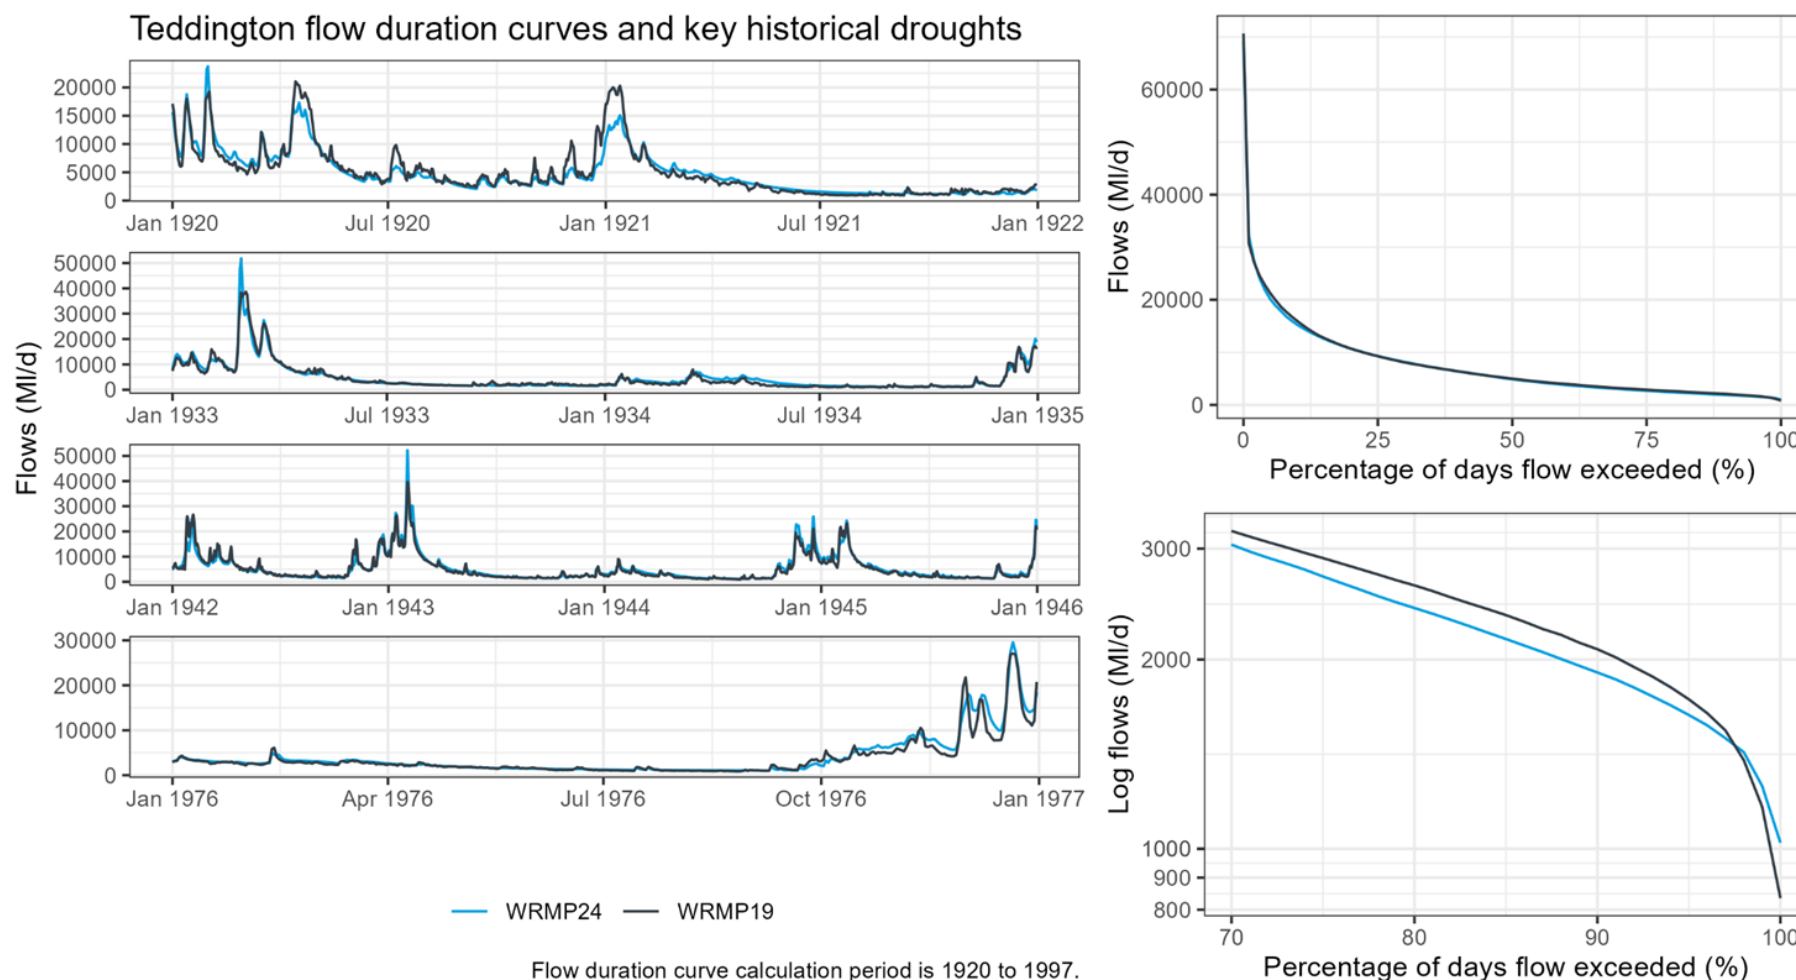 Teddington flow duration curves and key historical droughts
Flows (Ml/d)
20000
15000
10000
5000
0
Jan 1920 Jul 1920 Jan 1921 Jul 1921 Jan 1922
50000
40000
30000
20000
10000
0
Jan 1933 Jul 1933 Jan 1934 Jul 1934 Jan 1935
50000
40000
30000
20000
10000
0
Jan 1942 Jan 1943 Jan 1944 Jan 1945 Jan 1946
30000
20000
10000
0
Jan 1976 Apr 1976 Jul 1976 Oct 1976 Jan 1977
WRMP24 WRMP19
Flow duration curve calculation period is 1920 to 1997.
Flows (Ml/d)
60000
40000
20000
0
0 25 50 75 100
Percentage of days flow exceeded (%)
Log flows (Ml/d)
3000
2000
1000
900
800
70 80 90 100
Percentage of days flow exceeded (%)